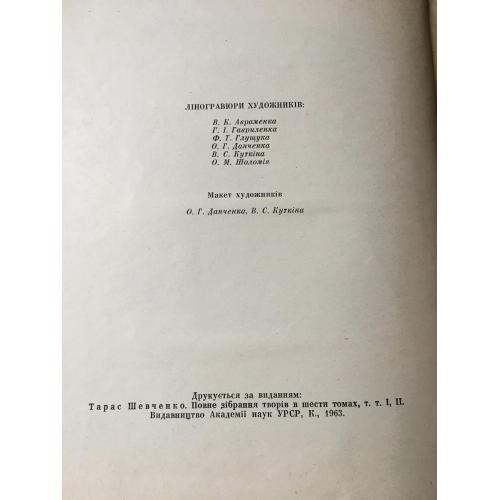 ЛІНОГРАВЮРИ ХУДОЖНИКІВ:
В. К. Авраменка
Г. І. Гавриленка
Ф. Т. Глущука
О. Г. Данченка
В. С. Куткіна
О. М. Шоломія
Макет художників
О. Г. Данченка, В. С. Куткіна
Друкується за виданням:
Тарас Шевченко. Повне зібрання творів в шести томах, т. т. І, ІІ.
Видавництво Академії наук УРСР, К., 1963.